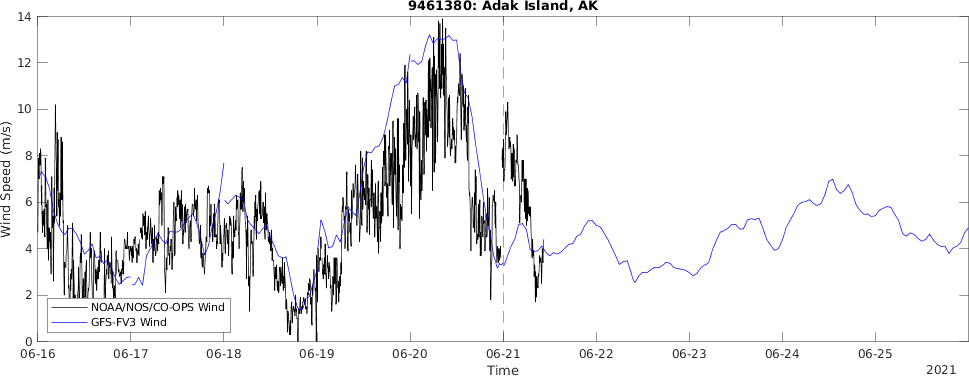 9461380: Adak Island, AK
14
12
10
8
6
4
2
0
Wind Speed (m/s)
NOAA/NOS/CO-OPS Wind
GFS-FV3 Wind
06-16 06-17 06-18 06-19 06-20 06-21 06-22 06-23 06-24 06-25
Time
2021